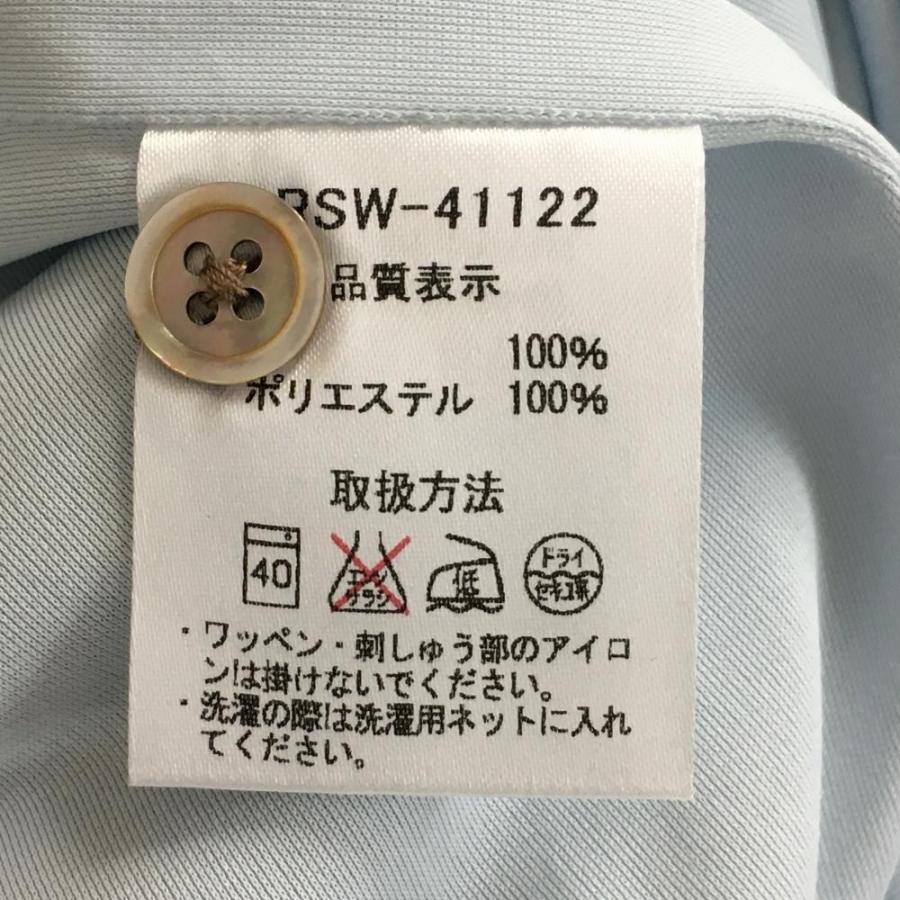 RSW-41122
品質表示
100%
ポリエステル 100%
取扱方法
40
エンソ
サラシ
低
ドライ
セキユ系
・ワッペン・刺しゅう部のアイロ
ンは掛けないでください。
・洗濯の際は洗濯用ネットに入れ
てください。